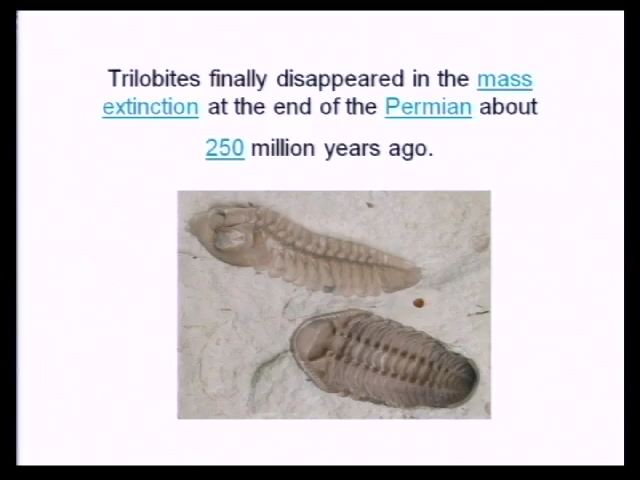 Trilobites finally disappeared in the mass
extinction at the end of the Permian about
250 million years ago.